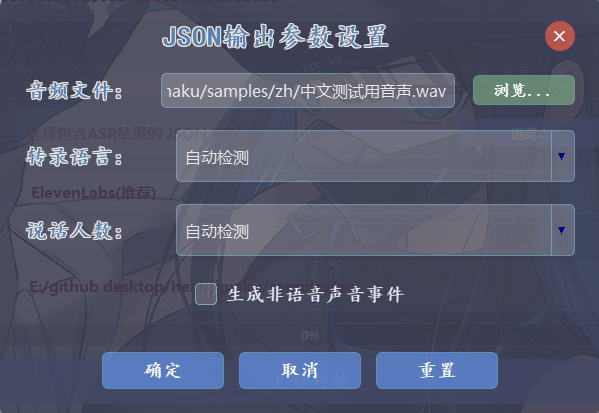 JSON输出参数设置
音频文件： naku/samples/zh/中文测试用音声.wav 浏览...
选择包含ASR结果的 JSON 浏览...
转录语言： 自动检测
ElevenLabs(推荐)
说话人数： 自动检测
E:/github desktop/he
生成非语音声音事件
0%
确定 取消 重置